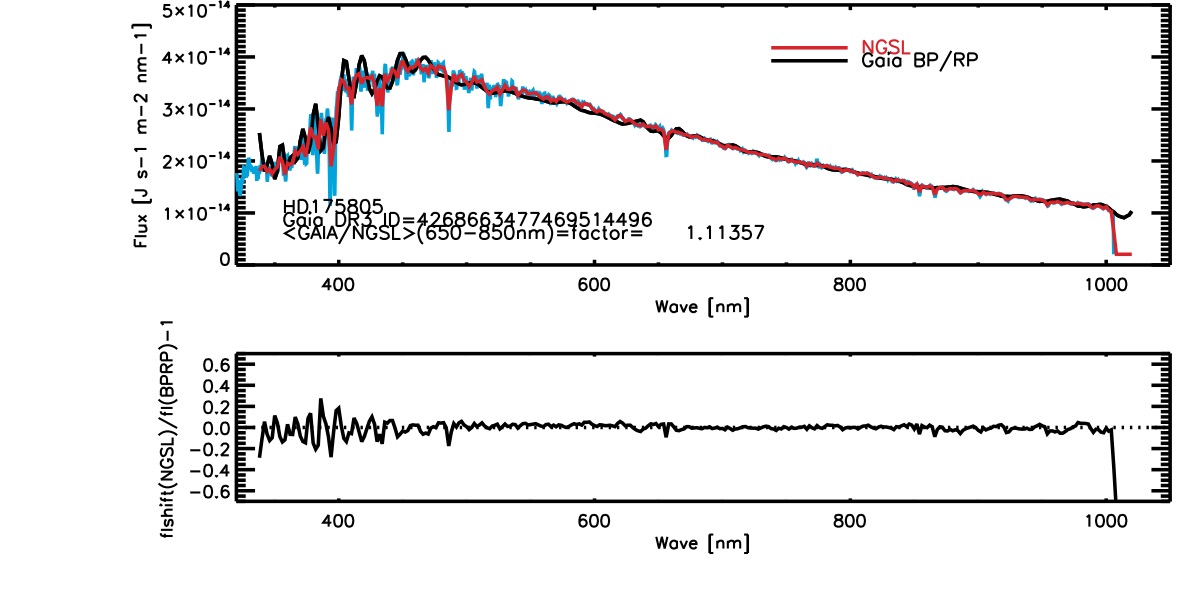 5×10⁻¹⁴
4×10⁻¹⁴
3×10⁻¹⁴
2×10⁻¹⁴
1×10⁻¹⁴
0
Flux [J s−1 m−2 nm−1]
NGSL
Gaia BP/RP
HD175805
Gaia DR3 ID=4268663477469514496
<GAIA/NGSL>(650−850nm)=factor= 1.11357
400 600 800 1000
Wave [nm]
flshift(NGSL)/fl(BPRP)−1
0.6
0.4
0.2
0.0
−0.2
−0.4
−0.6
400 600 800 1000
Wave [nm]